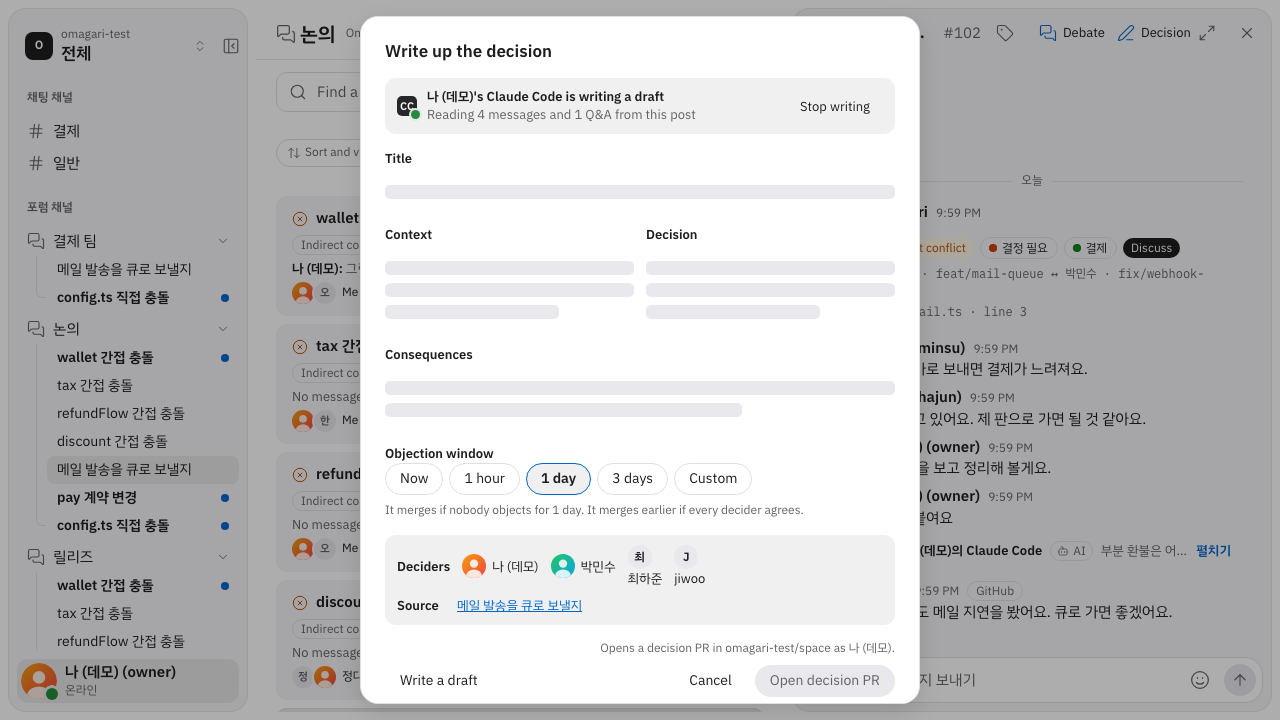 omagari-test
전체
채팅 채널
결제
일반
포럼 채널
결제 팀
메일 발송을 큐로 보낼지
config.ts 직접 충돌
논의
wallet 간접 충돌
tax 간접 충돌
refundFlow 간접 충돌
discount 간접 충돌
메일 발송을 큐로 보낼지
pay 계약 변경
config.ts 직접 충돌
릴리즈
wallet 간접 충돌
tax 간접 충돌
refundFlow 간접 충돌
나 (데모) (owner)
온라인
논의
Find a
Sort and
wallet
Indirect
나 (데모):
오 Me
tax
Indirect
No message
한 Me
Indirect
No message
오 Me
Indirect
No message
정
Write up the decision
CC
나 (데모)'s Claude Code is writing a draft
Reading 4 messages and 1 Q&A from this post
Stop writing
Title
Context
Decision
Consequences
Objection window
Now
1 hour
1 day
3 days
Custom
It merges if nobody objects for 1 day. It merges earlier if every decider agrees.
Deciders 나 (데모) 박민수 최 최하준 J jiwoo
Source 메일 발송을 큐로 보낼지
Opens a decision PR in omagari-test/space as 나 (데모).
Write a draft
Cancel
Open decision PR
#102
Debate
Decision
오늘
9:59 PM
conflict 결정 필요 결제 Discuss
· feat/mail-queue ↔ 박민수 · fix/webhook-
· line 3
minsu) 9:59 PM
보내면 결제가 느려져요.
hajun) 9:59 PM
있어요. 제 판으로 가면 될 것 같아요.
(owner) 9:59 PM
보고 정리해 볼게요.
(owner) 9:59 PM
(데모)의 Claude Code AI 부분 환불은 어... 펼치기
:59 PM GitHub
메일 지연을 봤어요. 큐로 가면 좋겠어요.
보내기